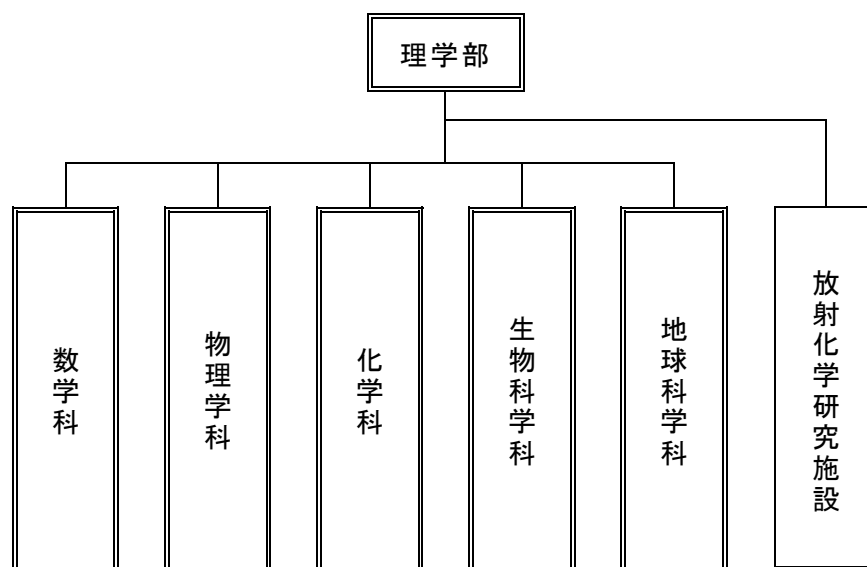 理学部
数学科
物理学科
化学科
生物科学科
地球科学科
放射化学研究施設